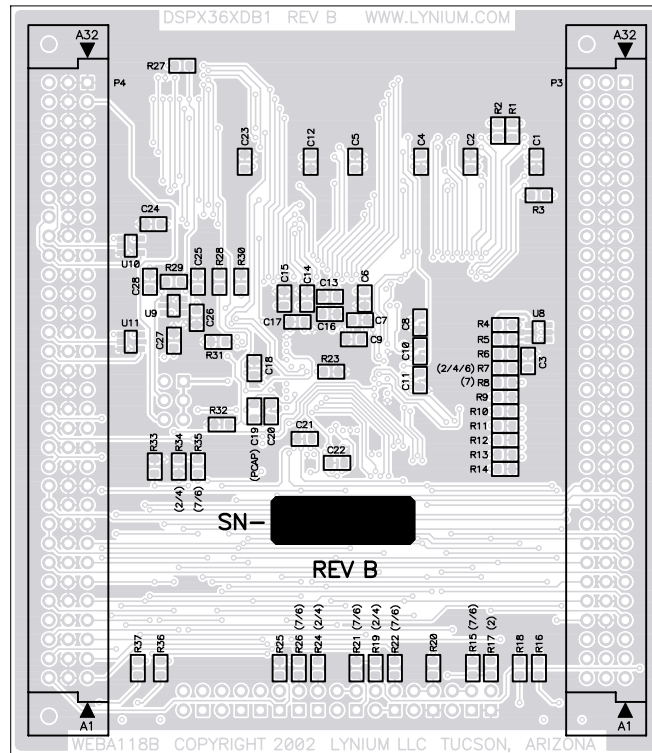 DSPX36XDB1 REV B WWW.LYNIUM.COM
A32
A32
P4
R27
P3
R2
R1
C23
C12
C5
C4
C2
C1
R3
C24
U10
C28
R29
C25
R28
R30
C15
C14
C13
C6
U9
C26
C17
C16
C7
C8
R4
U8
U11
C27
R31
C9
C10
R5
R6
C3
C18
R23
C11
(2/4/6) R7
(7) R8
R9
R10
R11
R12
R13
R14
R32
C19
(PCAP)
C20
C21
C22
R33
R34
(2/4)
R35
(7/6)
SN-
REV B
R37
R36
R25
R26 (7/6)
R24 (2/4)
R21 (7/6)
R19 (2/4)
R22 (7/6)
R20
R15 (7/6)
R17 (2)
R18
R16
A1
A1
WEBA118B COPYRIGHT 2002 LYNIUM LLC TUCSON, ARIZONA